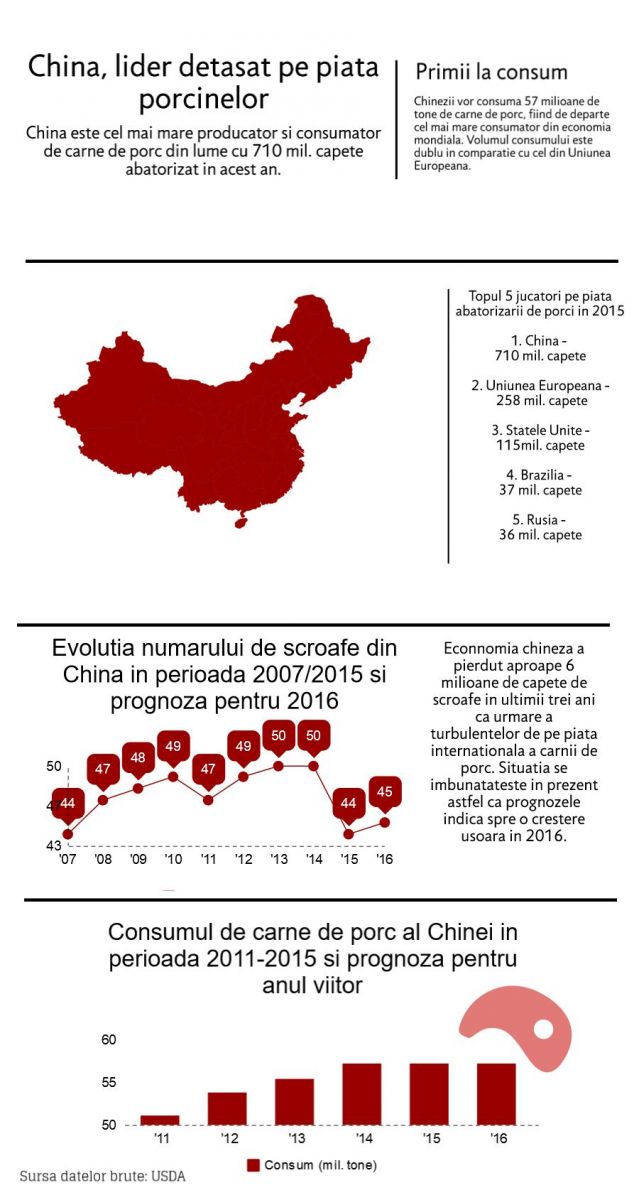 China, lider detasat pe piata
porcinelor
China este cel mai mare producator si consumator
de carne de porc din lume cu 710 mil. capete
abatorizat in acest an.
Primii la consum
Chinezii vor consuma 57 milioane de
tone de carne de porc, fiind de departe
cel mai mare consumator din economia
mondiala. Volumul consumului este
dublu in comparatie cu cel din Uniunea
Europeana.
Topul 5 jucatori pe piata
abatorizarii de porci in 2015
1. China -
710 mil. capete
2. Uniunea Europeana -
258 mil. capete
3. Statele Unite -
115mil. capete
4. Brazilia -
37 mil. capete
5. Rusia -
36 mil. capete
Evolutia numarului de scroafe din
China in perioada 2007/2015 si
prognoza pentru 2016
44 47 48 49 47 49 50 50 44 45
50
43
'07 '08 '09 '10 '11 '12 '13 '14 '15 '16
Econnomia chineza a
pierdut aproape 6
milioane de capete de
scroafe in ultimii trei ani
ca urmare a
turbulentelor de pe piata
internationala a carnii de
porc. Situatia se
imbunatateste in prezent
astfel ca prognozele
indica spre o crestere
usoara in 2016.
Consumul de carne de porc al Chinei in
perioada 2011-2015 si prognoza pentru
anul viitor
60
55
50
'11 '12 '13 '14 '15 '16
Consum (mil. tone)
Sursa datelor brute: USDA